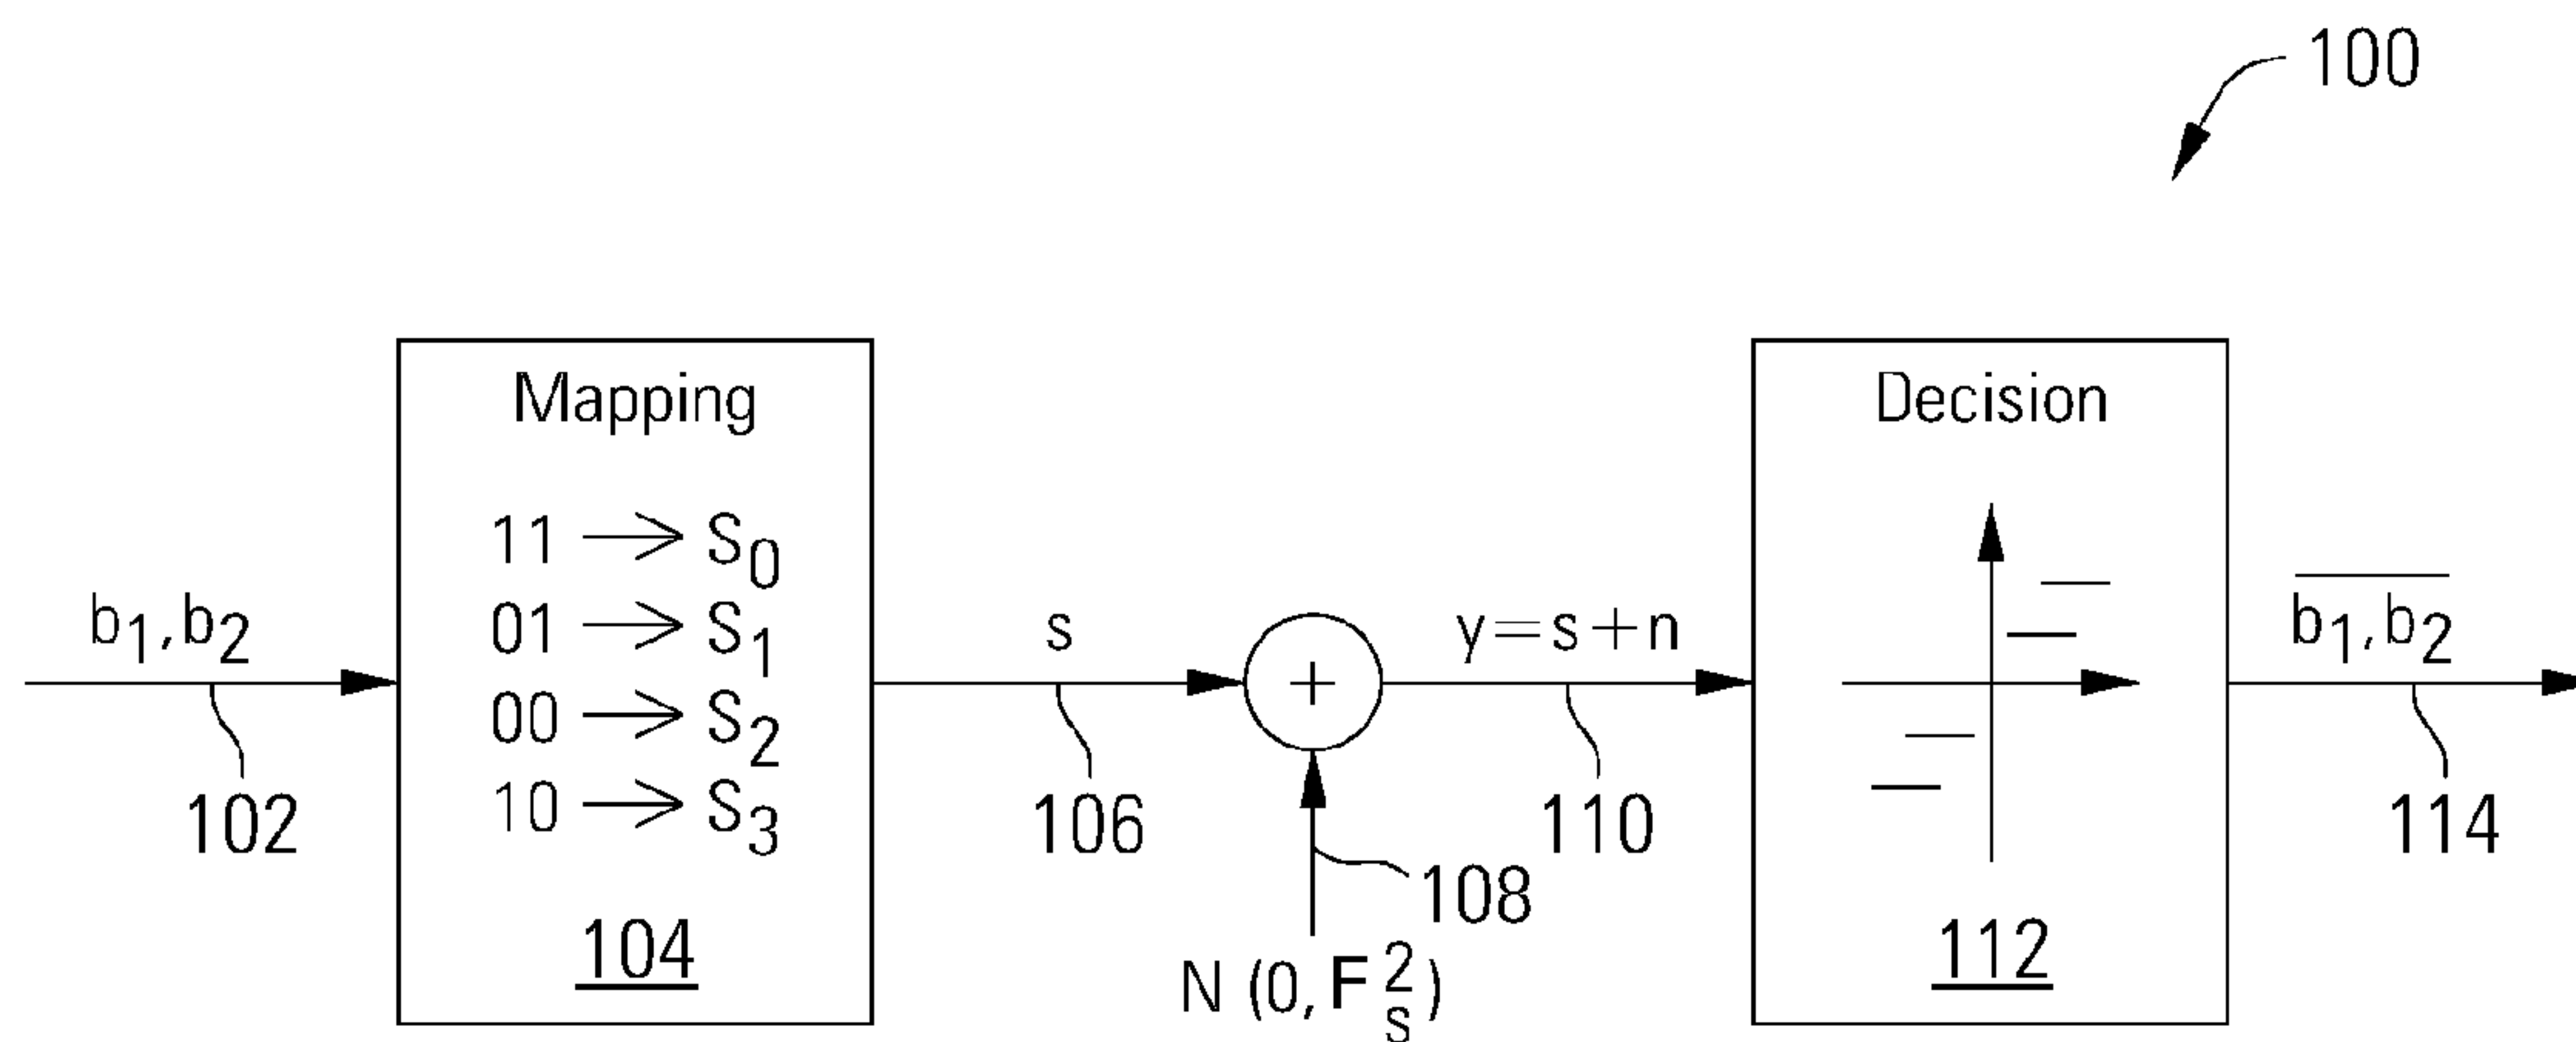 100
Mapping
11 → S₀
01 → S₁
00 → S₂
10 → S₃
104
b₁,b₂
102
s
106
+
y=s+n
110
108
N (0, F²ₛ)
Decision
112
b₁,b₂
114